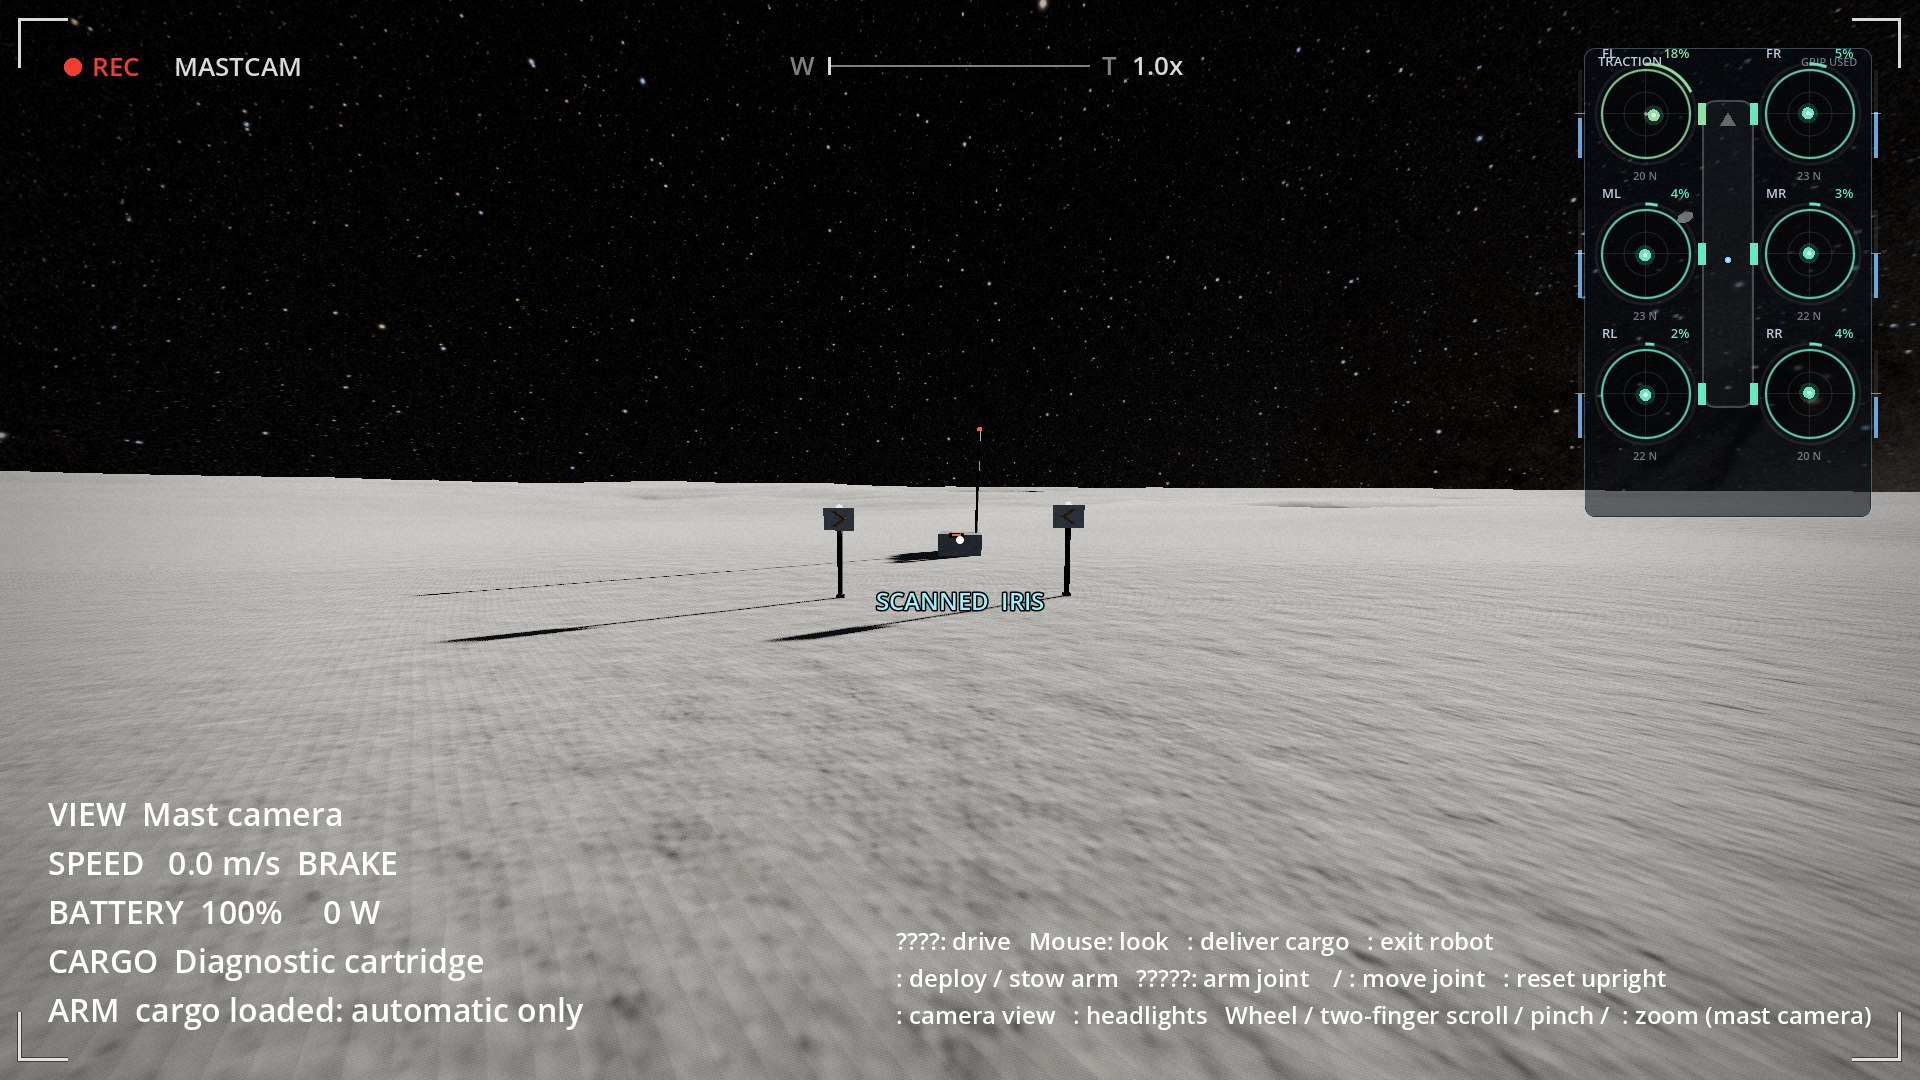 REC MASTCAM
W T 1.0x
TRACTION GRIP USED
FL 18% FR 5%
20 N 23 N
ML 4% MR 3%
23 N 22 N
RL 2% RR 4%
22 N 20 N
SCANNED IRIS
VIEW Mast camera
SPEED 0.0 m/s BRAKE
BATTERY 100% 0 W
CARGO Diagnostic cartridge
ARM cargo loaded: automatic only
????: drive Mouse: look : deliver cargo : exit robot
: deploy / stow arm ?????: arm joint / : move joint : reset upright
: camera view : headlights Wheel / two-finger scroll / pinch / : zoom (mast camera)